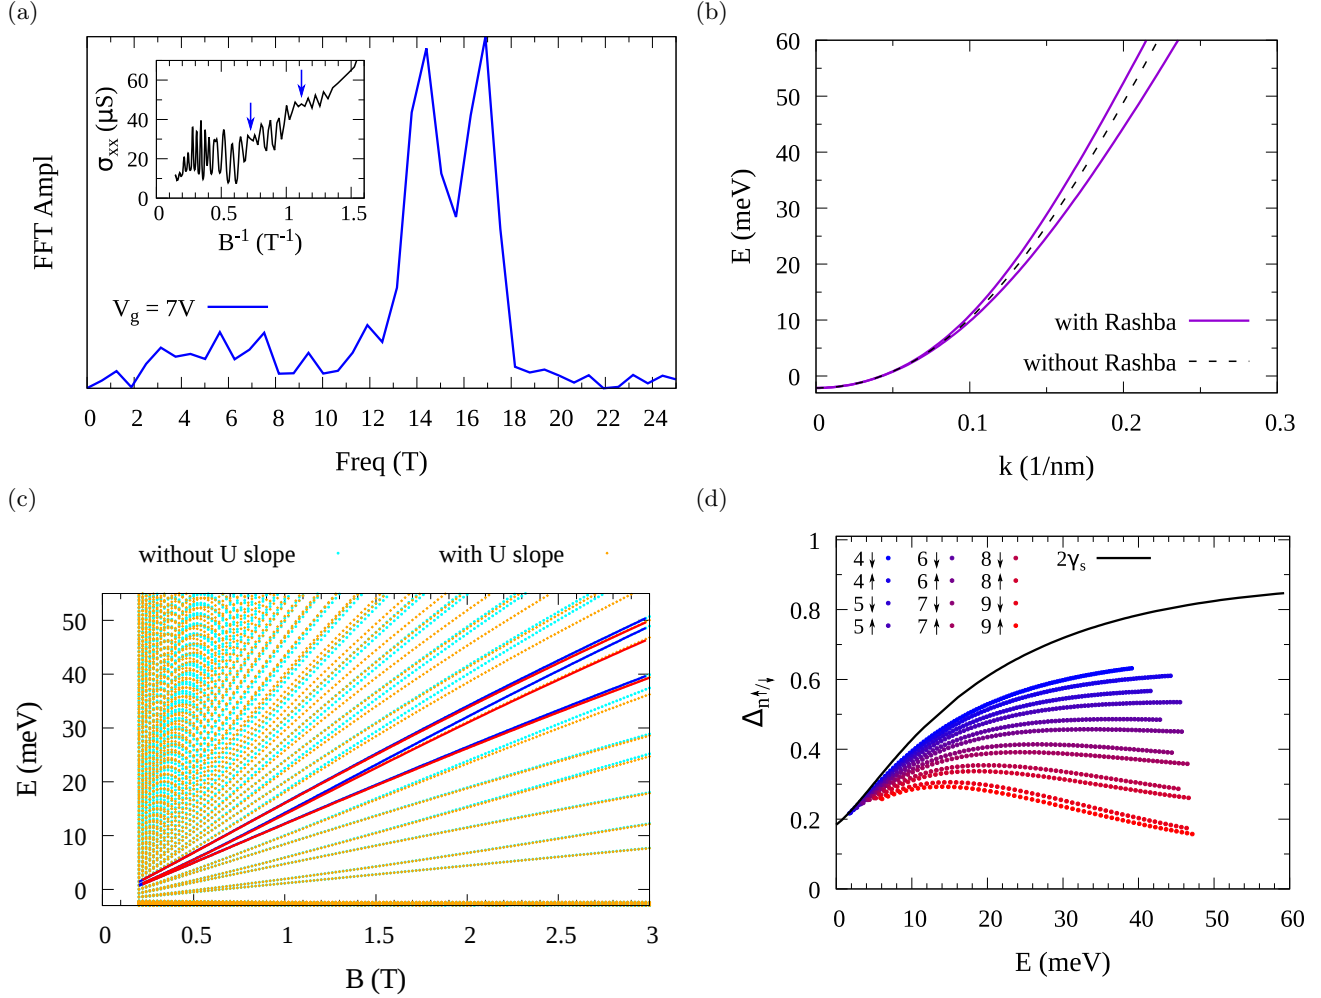 (a)
FFT Ampl
60
40
20
0
σxx (μS)
0 0.5 1 1.5
B-1 (T-1)
Vg = 7V
0 2 4 6 8 10 12 14 16 18 20 22 24
Freq (T)
(b)
E (meV)
60
50
40
30
20
10
0
with Rashba
without Rashba
0 0.1 0.2 0.3
k (1/nm)
(c)
without U slope with U slope
E (meV)
50
40
30
20
10
0
0 0.5 1 1.5 2 2.5 3
B (T)
(d)
Δn↑/↓
1
0.8
0.6
0.4
0.2
0
4↓ 6↓ 8↓ 2γs
4↑ 6↑ 8↑
5↓ 7↓ 9↓
5↑ 7↑ 9↑
0 10 20 30 40 50 60
E (meV)